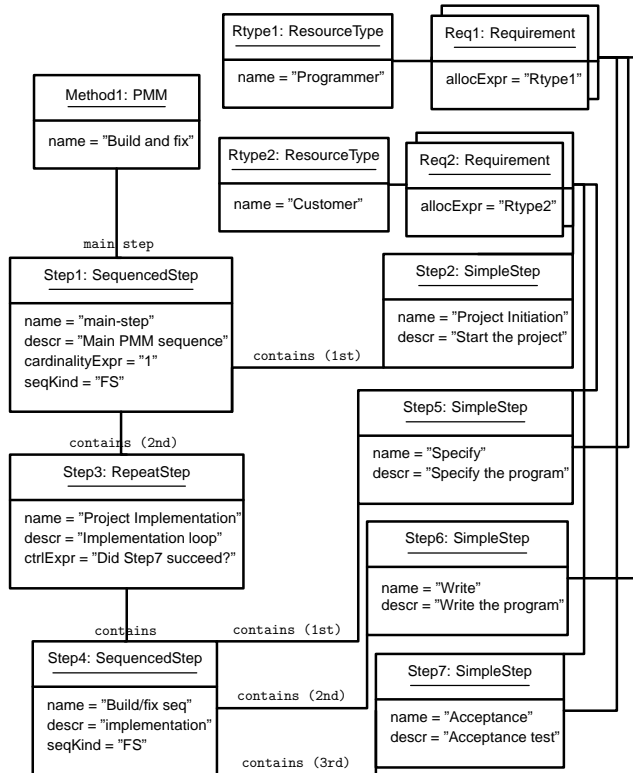 Rtype1: ResourceType
name = ”Programmer”
Req1: Requirement
allocExpr = ”Rtype1”
Method1: PMM
name = ”Build and fix”
Rtype2: ResourceType
name = ”Customer”
Req2: Requirement
allocExpr = ”Rtype2”
main step
Step1: SequencedStep
name = ”main-step”
descr = ”Main PMM sequence”
cardinalityExpr = ”1”
seqKind = ”FS”
contains (1st)
Step2: SimpleStep
name = ”Project Initiation”
descr = ”Start the project”
contains (2nd)
Step3: RepeatStep
name = ”Project Implementation”
descr = ”Implementation loop”
ctrlExpr = ”Did Step7 succeed?”
Step5: SimpleStep
name = ”Specify”
descr = ”Specify the program”
Step6: SimpleStep
name = ”Write”
descr = ”Write the program”
contains
contains (1st)
Step4: SequencedStep
name = ”Build/fix seq”
descr = ”implementation”
seqKind = ”FS”
contains (2nd)
Step7: SimpleStep
name = ”Acceptance”
descr = ”Acceptance test”
contains (3rd)